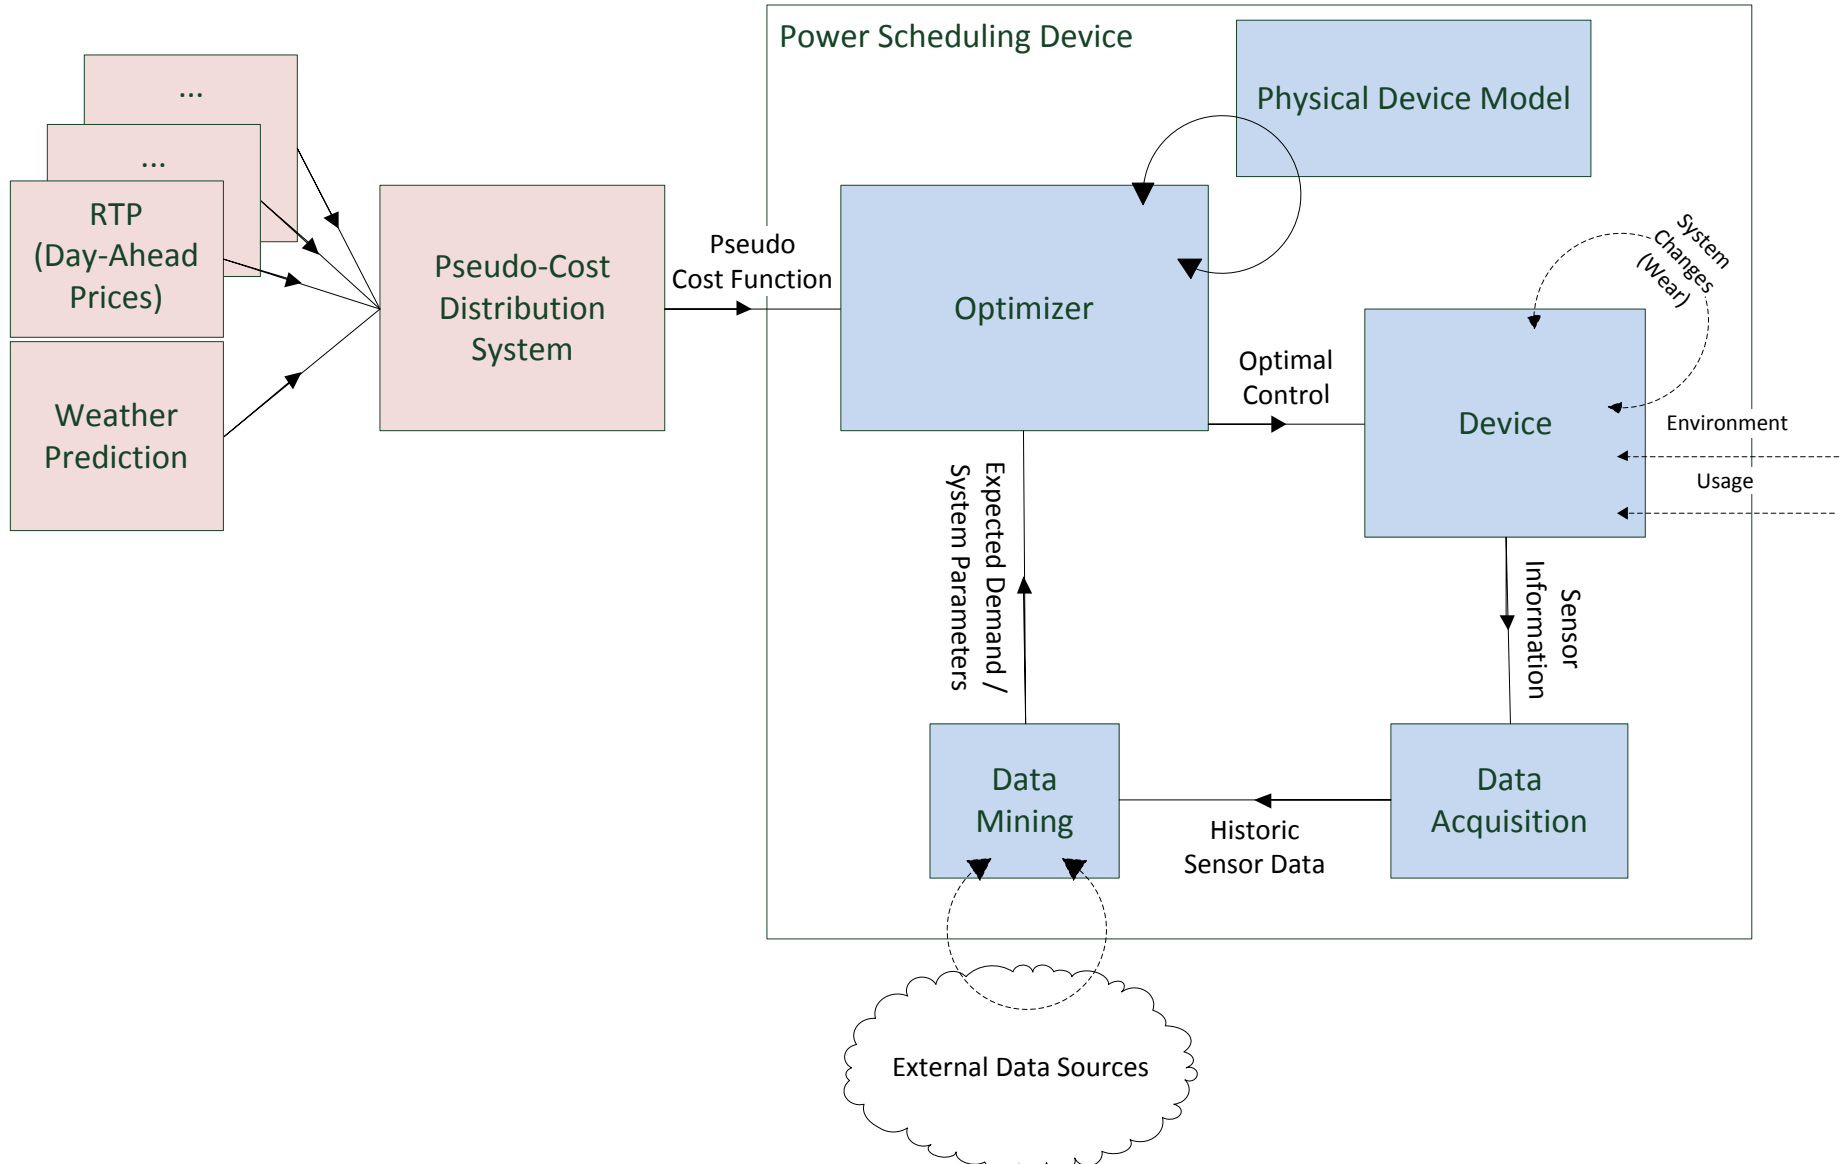 Power Scheduling Device
Physical Device Model
...
...
RTP
(Day-Ahead
Prices)
Weather
Prediction
Pseudo-Cost
Distribution
System
Pseudo
Cost Function
Optimizer
Optimal
Control
System
Changes
(Wear)
Device
Environment
Usage
Expected Demand /
System Parameters
Sensor
Information
Data
Mining
Historic
Sensor Data
Data
Acquisition
External Data Sources